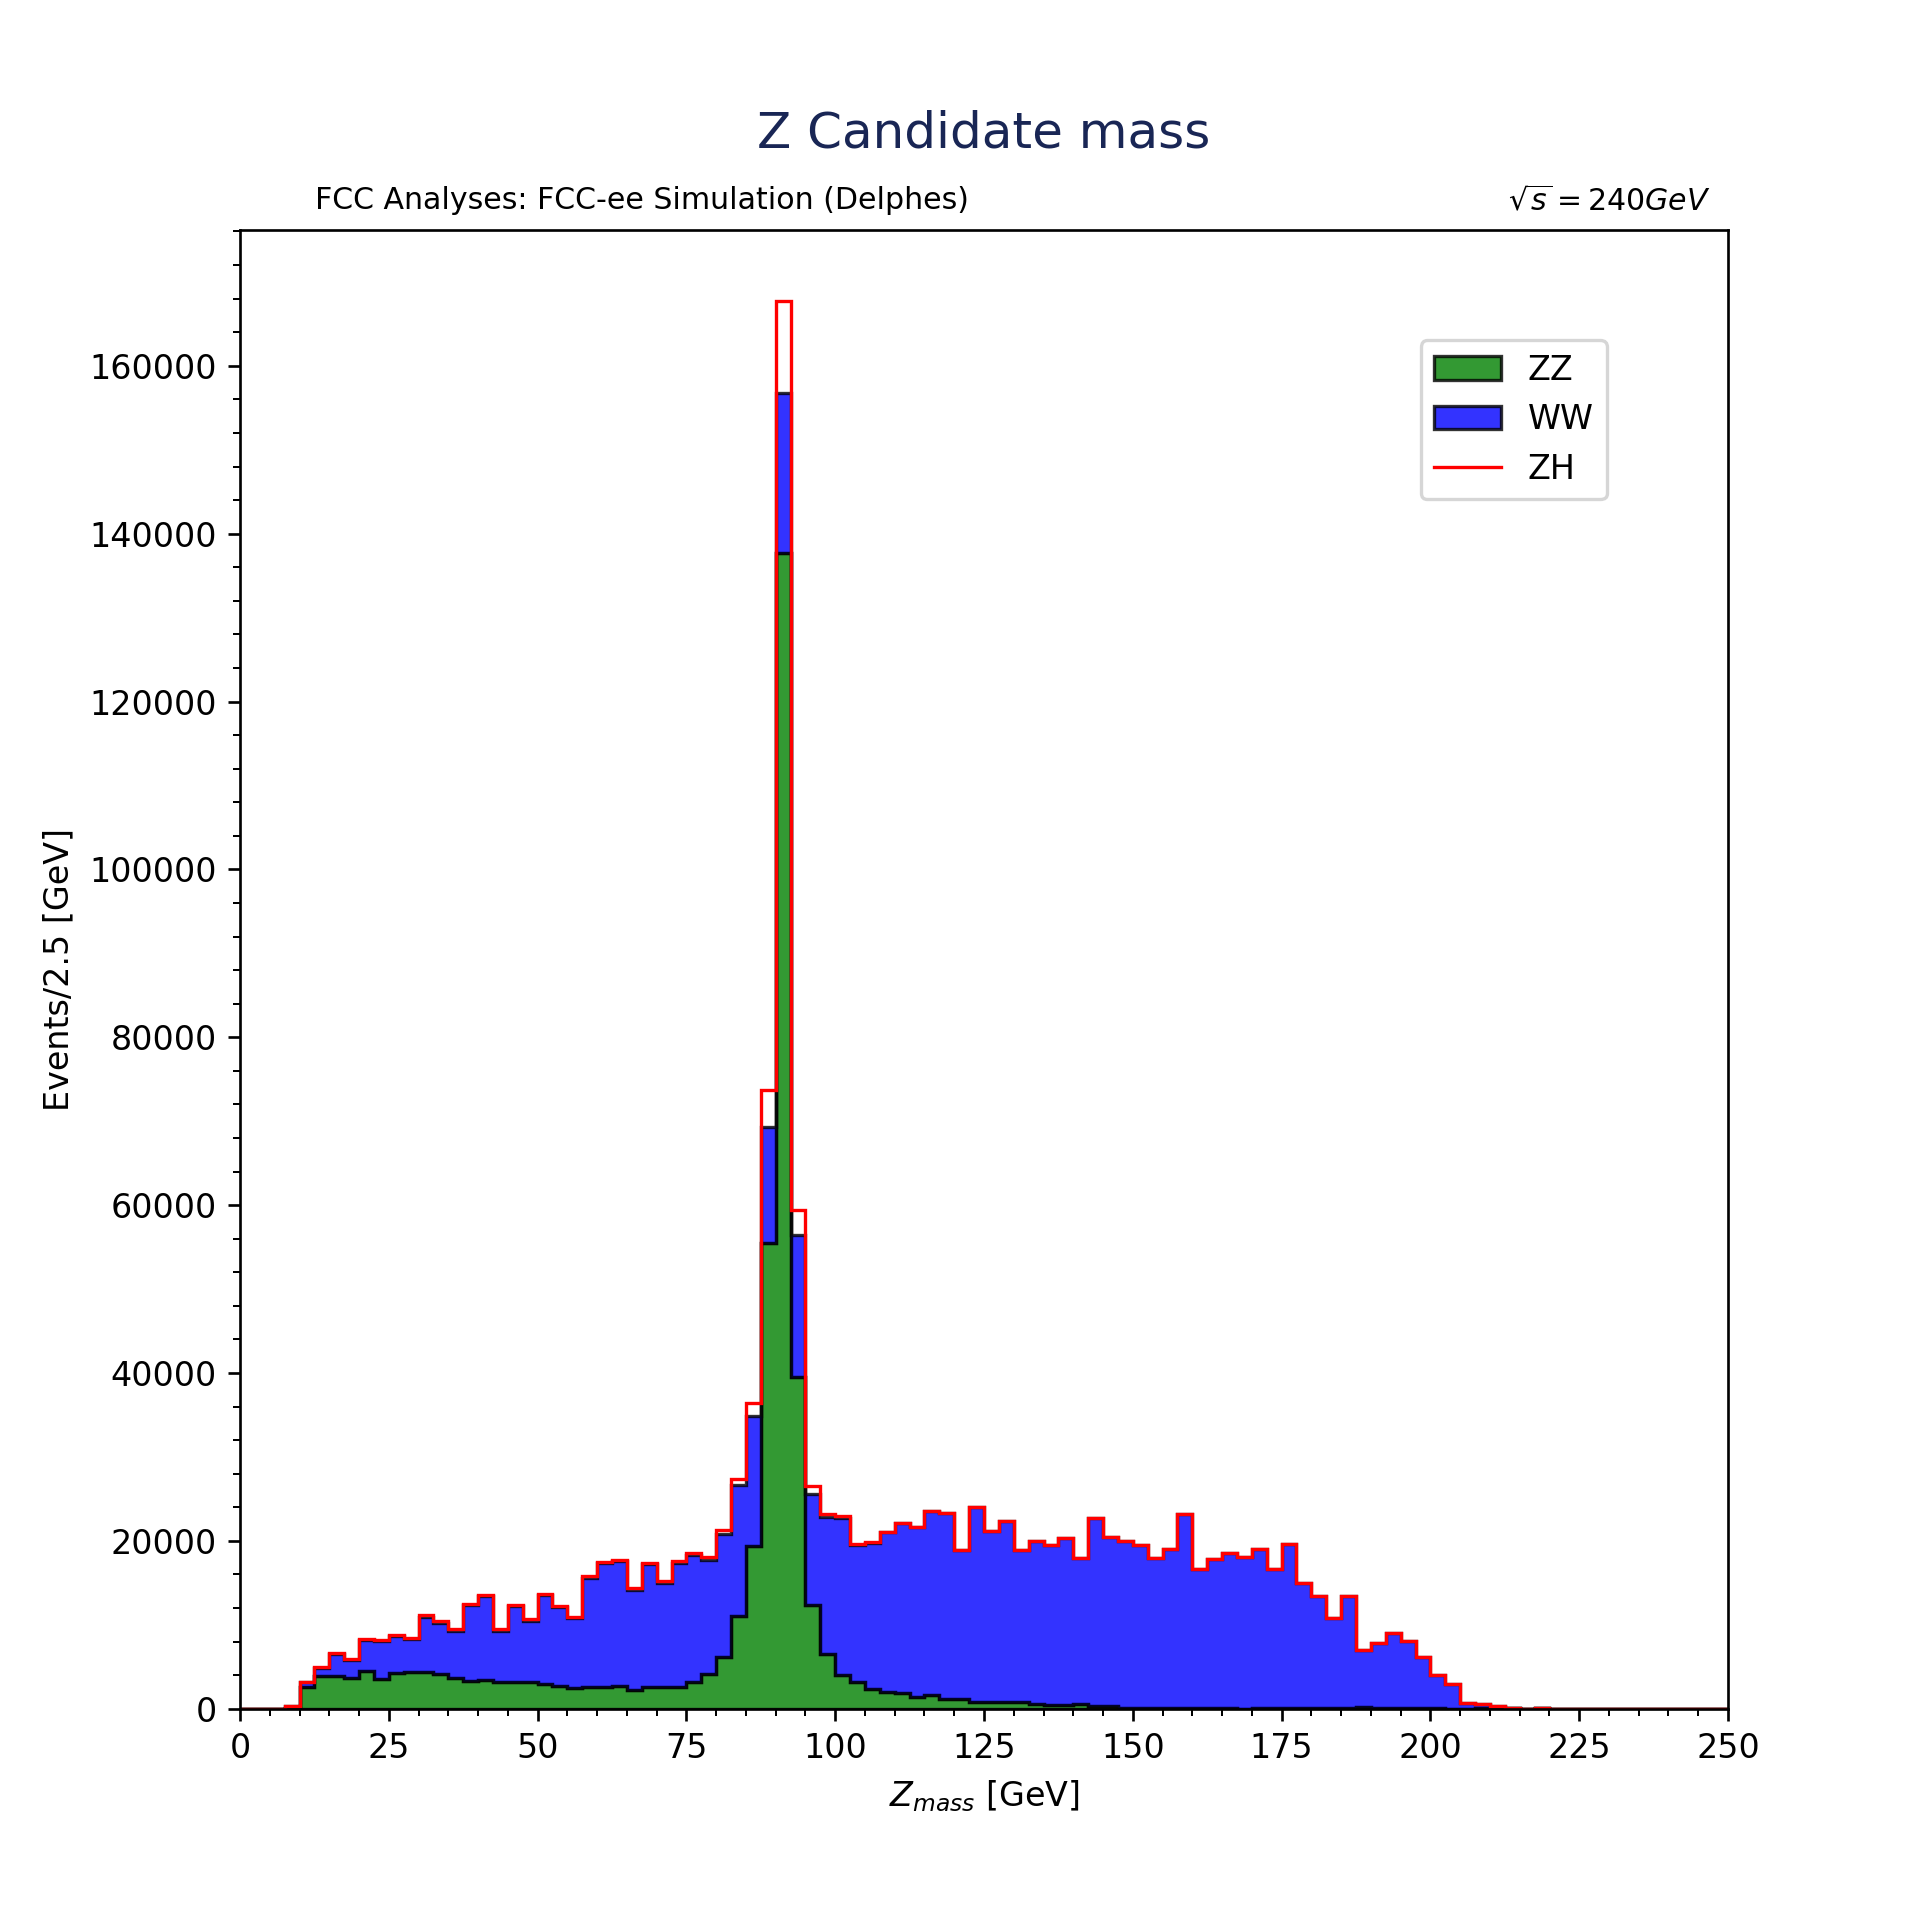 Z Candidate mass
FCC Analyses: FCC-ee Simulation (Delphes)
√s = 240GeV
ZZ
WW
ZH
160000
140000
120000
100000
80000
60000
40000
20000
0
Events/2.5 [GeV]
0 25 50 75 100 125 150 175 200 225 250
Z_mass [GeV]